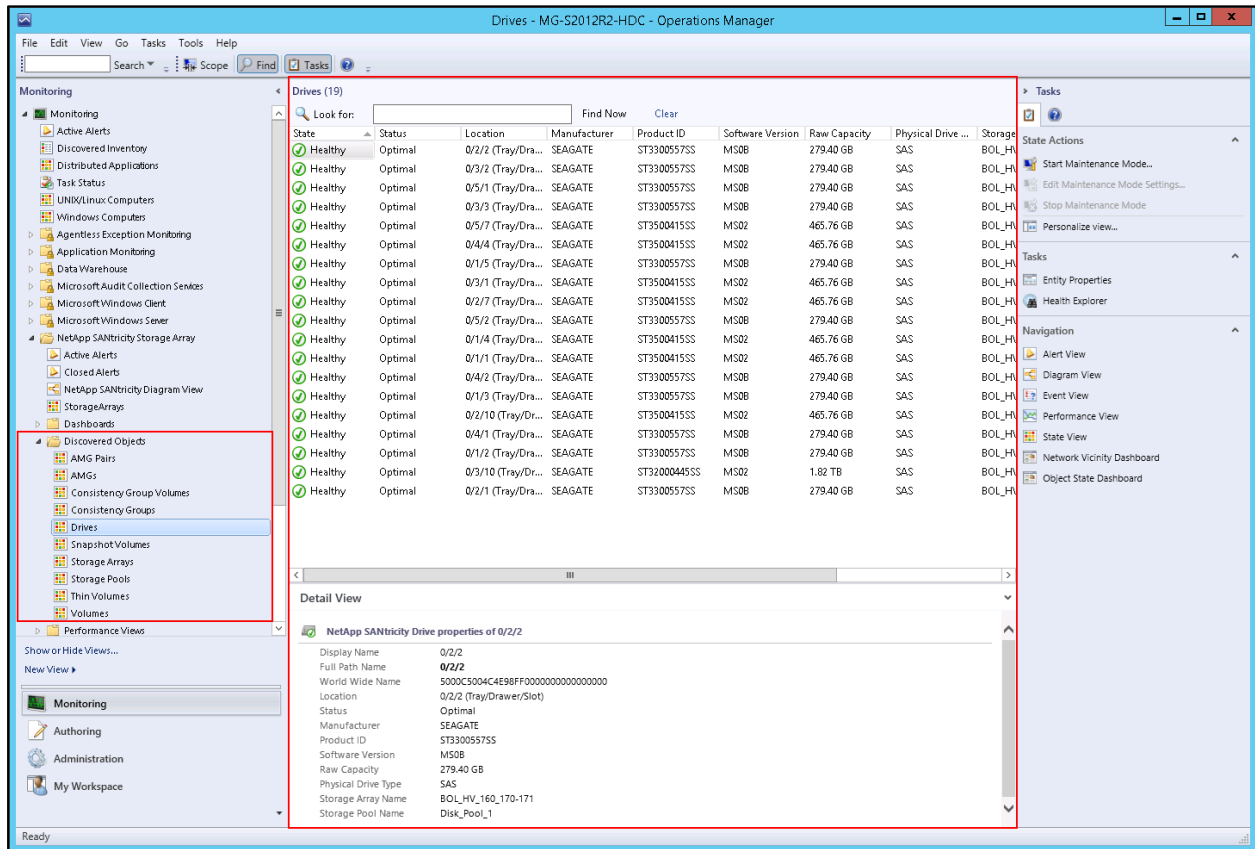 Drives - MG-S2012R2-HDC - Operations Manager
File Edit View Go Tasks Tools Help
Search Scope Find Tasks
Monitoring
Monitoring
Active Alerts
Discovered Inventory
Distributed Applications
Task Status
UNIX/Linux Computers
Windows Computers
Agentless Exception Monitoring
Application Monitoring
Data Warehouse
Microsoft Audit Collection Services
Microsoft Windows Client
Microsoft Windows Server
NetApp SANtricity Storage Array
Active Alerts
Closed Alerts
NetApp SANtricity Diagram View
StorageArrays
Dashboards
Discovered Objects
AMG Pairs
AMGs
Consistency Group Volumes
Consistency Groups
Drives
Snapshot Volumes
Storage Arrays
Storage Pools
Thin Volumes
Volumes
Performance Views
Show or Hide Views...
New View
Monitoring
Authoring
Administration
My Workspace
Drives (19)
Look for: Find Now Clear
State Status Location Manufacturer Product ID Software Version Raw Capacity Physical Drive ... Storage
Healthy Optimal 0/2/2 (Tray/Dra... SEAGATE ST3300557SS MS0B 279.40 GB SAS BOL_HV
Healthy Optimal 0/3/2 (Tray/Dra... SEAGATE ST3300557SS MS0B 279.40 GB SAS BOL_HV
Healthy Optimal 0/5/1 (Tray/Dra... SEAGATE ST3300557SS MS0B 279.40 GB SAS BOL_HV
Healthy Optimal 0/3/3 (Tray/Dra... SEAGATE ST3300557SS MS0B 279.40 GB SAS BOL_HV
Healthy Optimal 0/5/7 (Tray/Dra... SEAGATE ST3500415SS MS02 465.76 GB SAS BOL_HV
Healthy Optimal 0/4/4 (Tray/Dra... SEAGATE ST3500415SS MS02 465.76 GB SAS BOL_HV
Healthy Optimal 0/1/5 (Tray/Dra... SEAGATE ST3300557SS MS0B 279.40 GB SAS BOL_HV
Healthy Optimal 0/3/1 (Tray/Dra... SEAGATE ST3500415SS MS02 465.76 GB SAS BOL_HV
Healthy Optimal 0/2/7 (Tray/Dra... SEAGATE ST3500415SS MS02 465.76 GB SAS BOL_HV
Healthy Optimal 0/5/2 (Tray/Dra... SEAGATE ST3300557SS MS0B 279.40 GB SAS BOL_HV
Healthy Optimal 0/1/4 (Tray/Dra... SEAGATE ST3500415SS MS02 465.76 GB SAS BOL_HV
Healthy Optimal 0/1/1 (Tray/Dra... SEAGATE ST3500415SS MS02 465.76 GB SAS BOL_HV
Healthy Optimal 0/4/2 (Tray/Dra... SEAGATE ST3300557SS MS0B 279.40 GB SAS BOL_HV
Healthy Optimal 0/1/3 (Tray/Dra... SEAGATE ST3300557SS MS0B 279.40 GB SAS BOL_HV
Healthy Optimal 0/2/10 (Tray/Dr... SEAGATE ST3500415SS MS02 465.76 GB SAS BOL_HV
Healthy Optimal 0/4/1 (Tray/Dra... SEAGATE ST3300557SS MS0B 279.40 GB SAS BOL_HV
Healthy Optimal 0/1/2 (Tray/Dra... SEAGATE ST3300557SS MS0B 279.40 GB SAS BOL_HV
Healthy Optimal 0/3/10 (Tray/Dr... SEAGATE ST32000445SS MS02 1.82 TB SAS BOL_HV
Healthy Optimal 0/2/1 (Tray/Dra... SEAGATE ST3300557SS MS0B 279.40 GB SAS BOL_HV
Detail View
NetApp SANtricity Drive properties of 0/2/2
Display Name 0/2/2
Full Path Name 0/2/2
World Wide Name 5000C5004C4E98FF0000000000000000
Location 0/2/2 (Tray/Drawer/Slot)
Status Optimal
Manufacturer SEAGATE
Product ID ST3300557SS
Software Version MS0B
Raw Capacity 279.40 GB
Physical Drive Type SAS
Storage Array Name BOL_HV_160_170-171
Storage Pool Name Disk_Pool_1
Tasks
State Actions
Start Maintenance Mode...
Edit Maintenance Mode Settings...
Stop Maintenance Mode
Personalize view...
Tasks
Entity Properties
Health Explorer
Navigation
Alert View
Diagram View
Event View
Performance View
State View
Network Vicinity Dashboard
Object State Dashboard
Ready